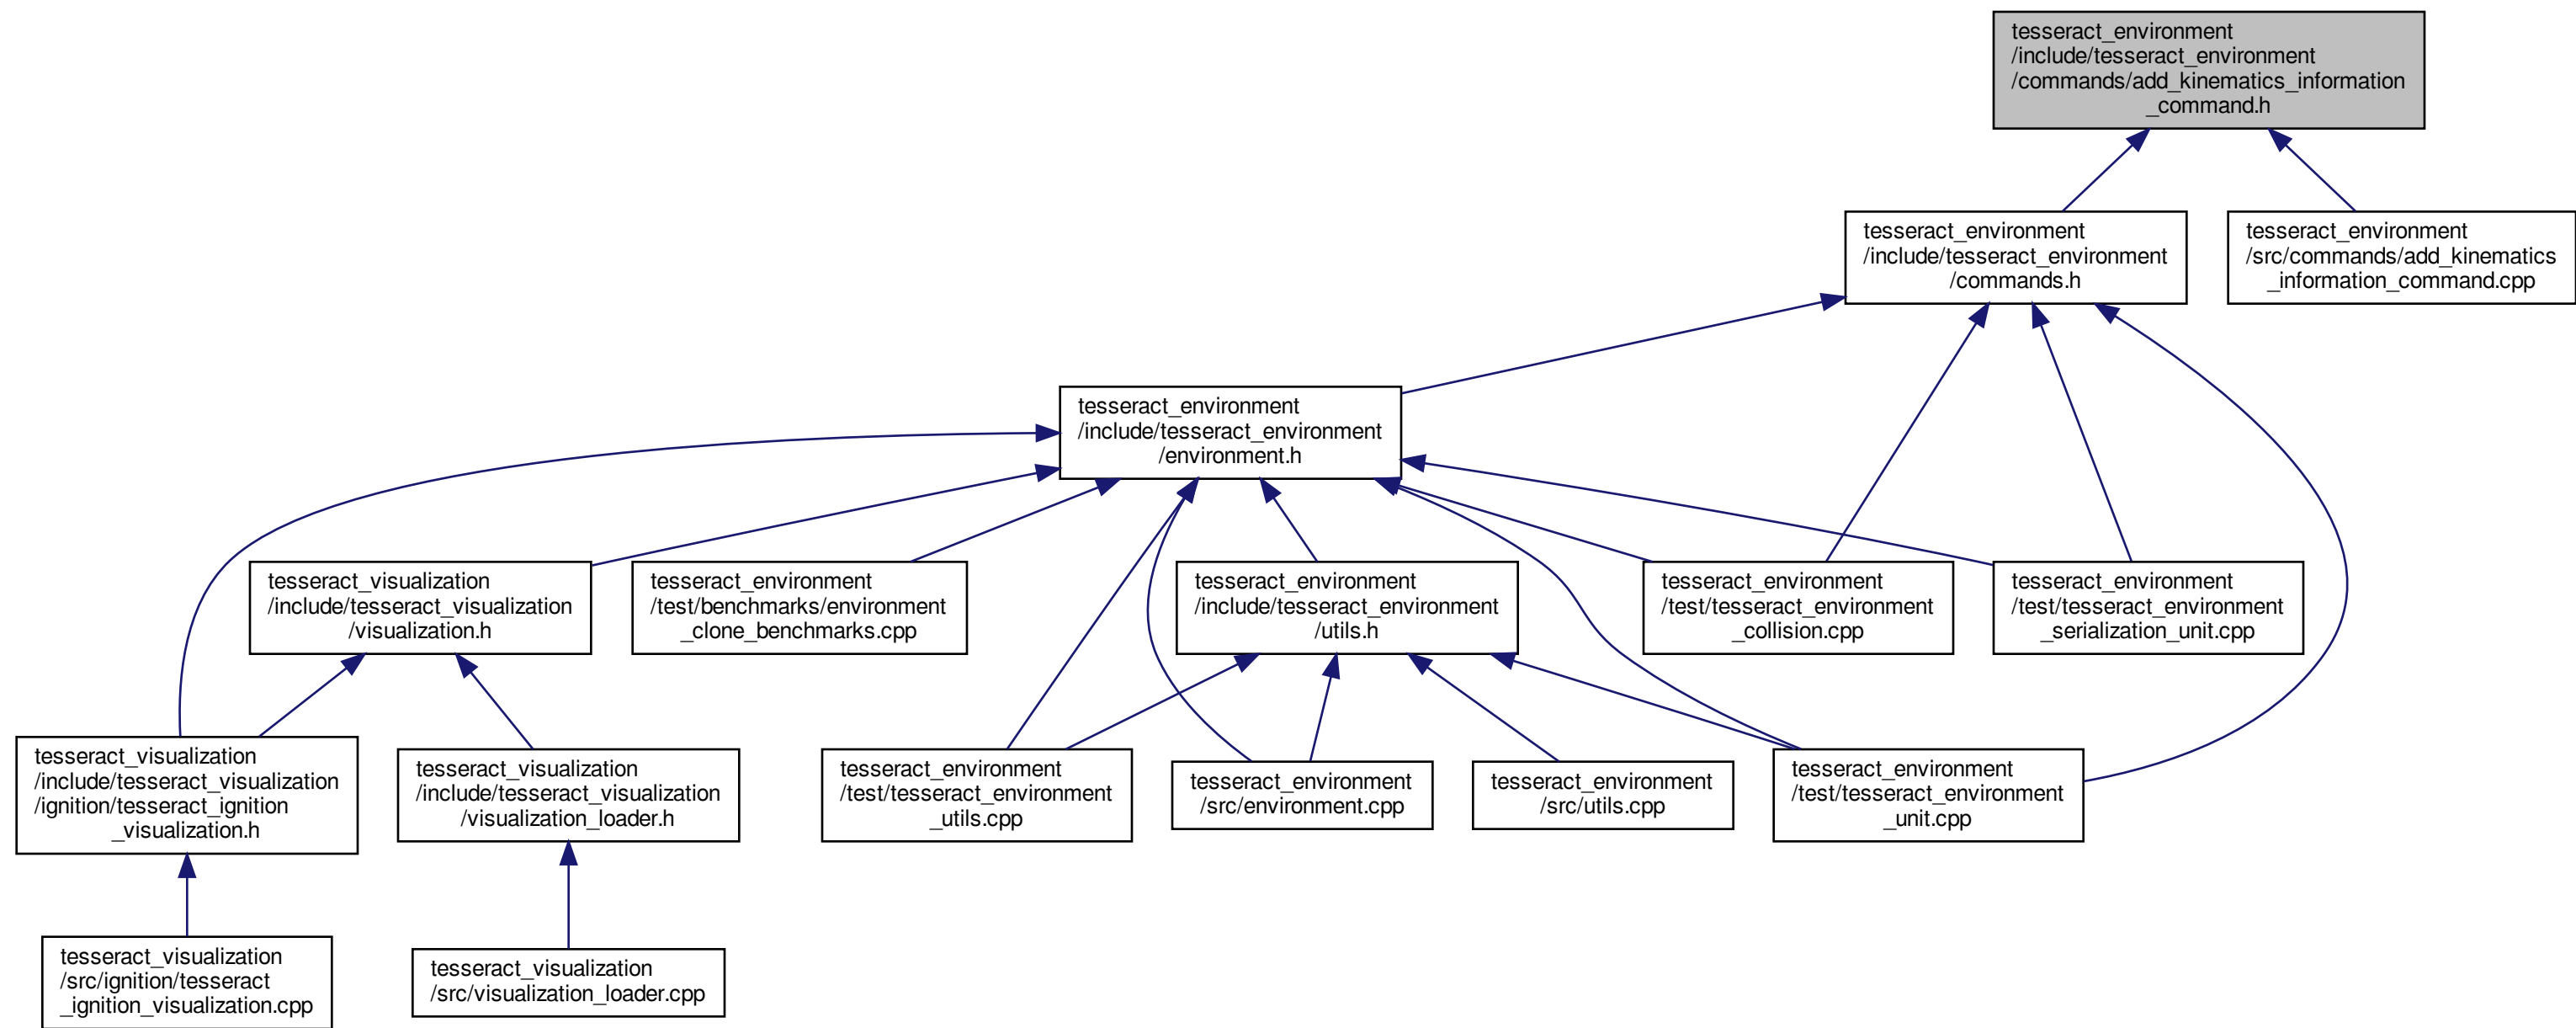 tesseract_environment
/include/tesseract_environment
/commands/add_kinematics_information
_command.h
tesseract_environment
/include/tesseract_environment
/commands.h
tesseract_environment
/src/commands/add_kinematics
_information_command.cpp
tesseract_environment
/include/tesseract_environment
/environment.h
tesseract_visualization
/include/tesseract_visualization
/visualization.h
tesseract_environment
/test/benchmarks/environment
_clone_benchmarks.cpp
tesseract_environment
/include/tesseract_environment
/utils.h
tesseract_environment
/test/tesseract_environment
_collision.cpp
tesseract_environment
/test/tesseract_environment
_serialization_unit.cpp
tesseract_visualization
/include/tesseract_visualization
/ignition/tesseract_ignition
_visualization.h
tesseract_visualization
/include/tesseract_visualization
/visualization_loader.h
tesseract_environment
/test/tesseract_environment
_utils.cpp
tesseract_environment
/src/environment.cpp
tesseract_environment
/src/utils.cpp
tesseract_environment
/test/tesseract_environment
_unit.cpp
tesseract_visualization
/src/ignition/tesseract
_ignition_visualization.cpp
tesseract_visualization
/src/visualization_loader.cpp